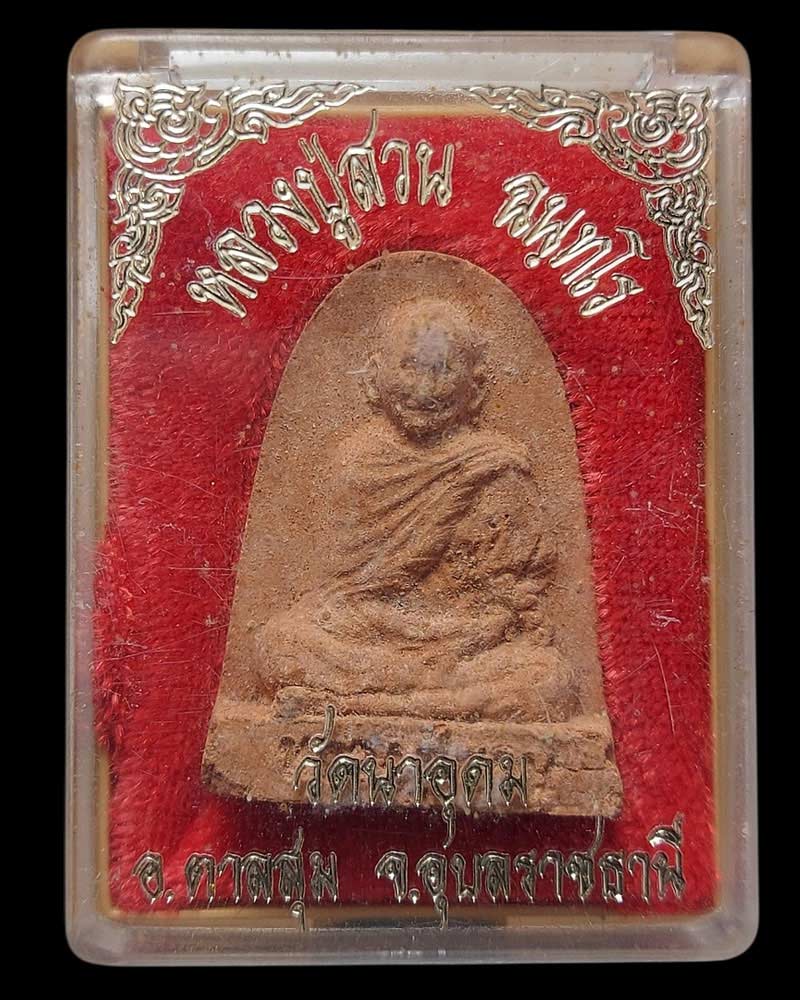 หลวงปู่สวน ฉนฺทโร
วัดนาอุดม
อ.ตาลสุม จ.อุบลราชธานี